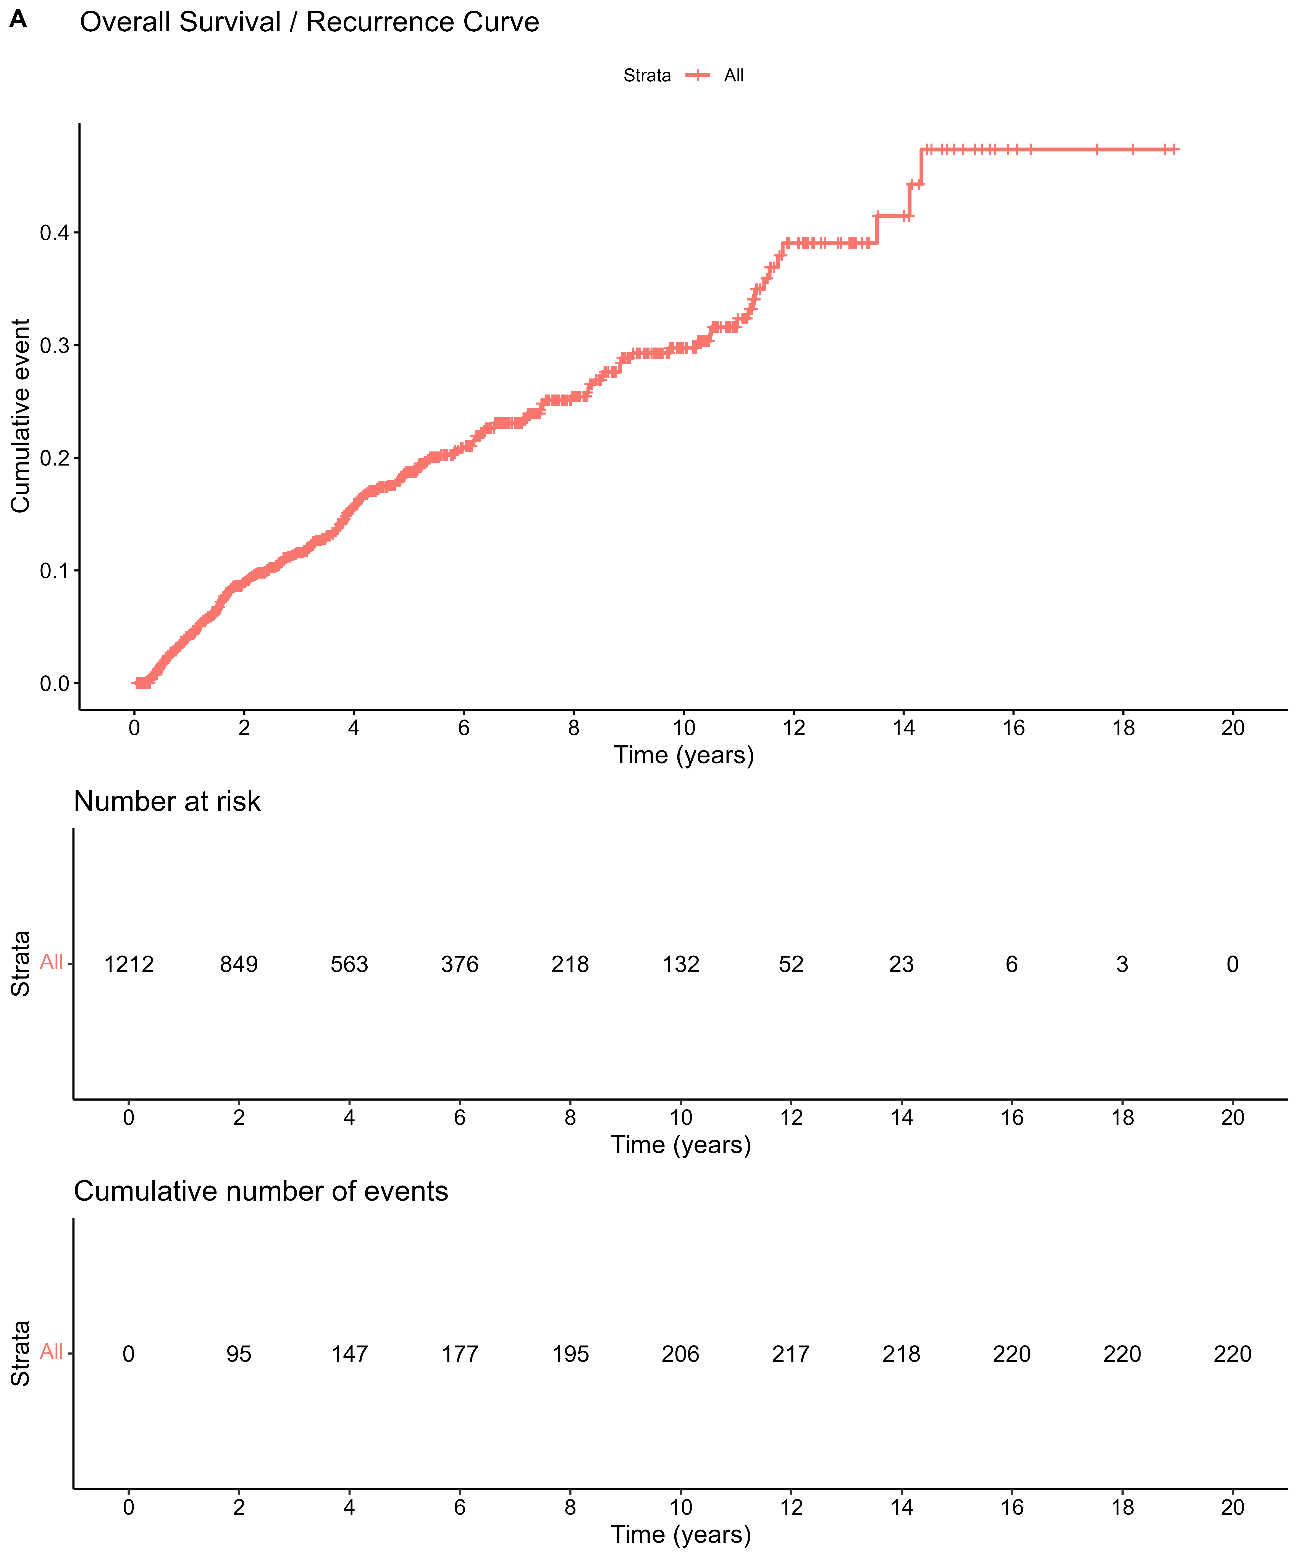 A Overall Survival / Recurrence Curve
Strata All
Cumulative event
0.4
0.3
0.2
0.1
0.0
0 2 4 6 8 10 12 14 16 18 20
Time (years)
Number at risk
Strata
All 1212 849 563 376 218 132 52 23 6 3 0
0 2 4 6 8 10 12 14 16 18 20
Time (years)
Cumulative number of events
Strata
All 0 95 147 177 195 206 217 218 220 220 220
0 2 4 6 8 10 12 14 16 18 20
Time (years)